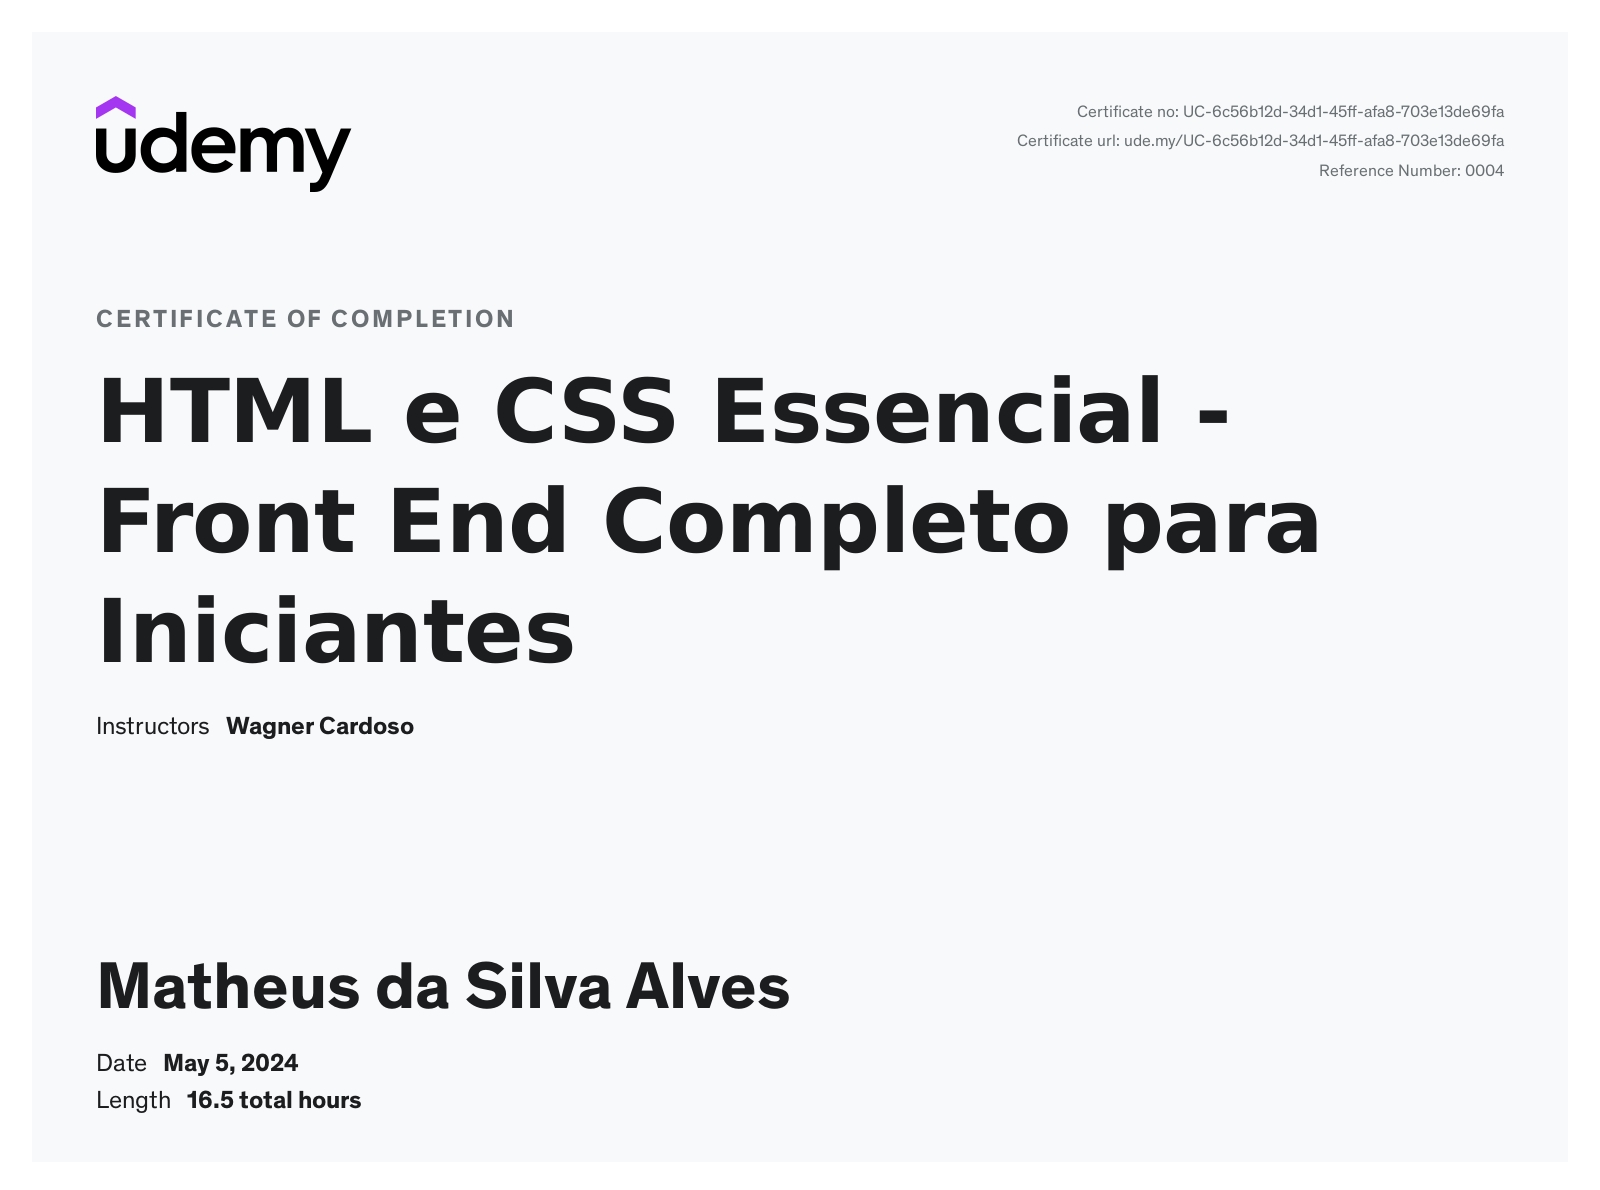 udemy
Certificate no: UC-6c56b12d-34d1-45ff-afa8-703e13de69fa
Certificate url: ude.my/UC-6c56b12d-34d1-45ff-afa8-703e13de69fa
Reference Number: 0004
CERTIFICATE OF COMPLETION
HTML e CSS Essencial -
Front End Completo para
Iniciantes
Instructors Wagner Cardoso
Matheus da Silva Alves
Date May 5, 2024
Length 16.5 total hours